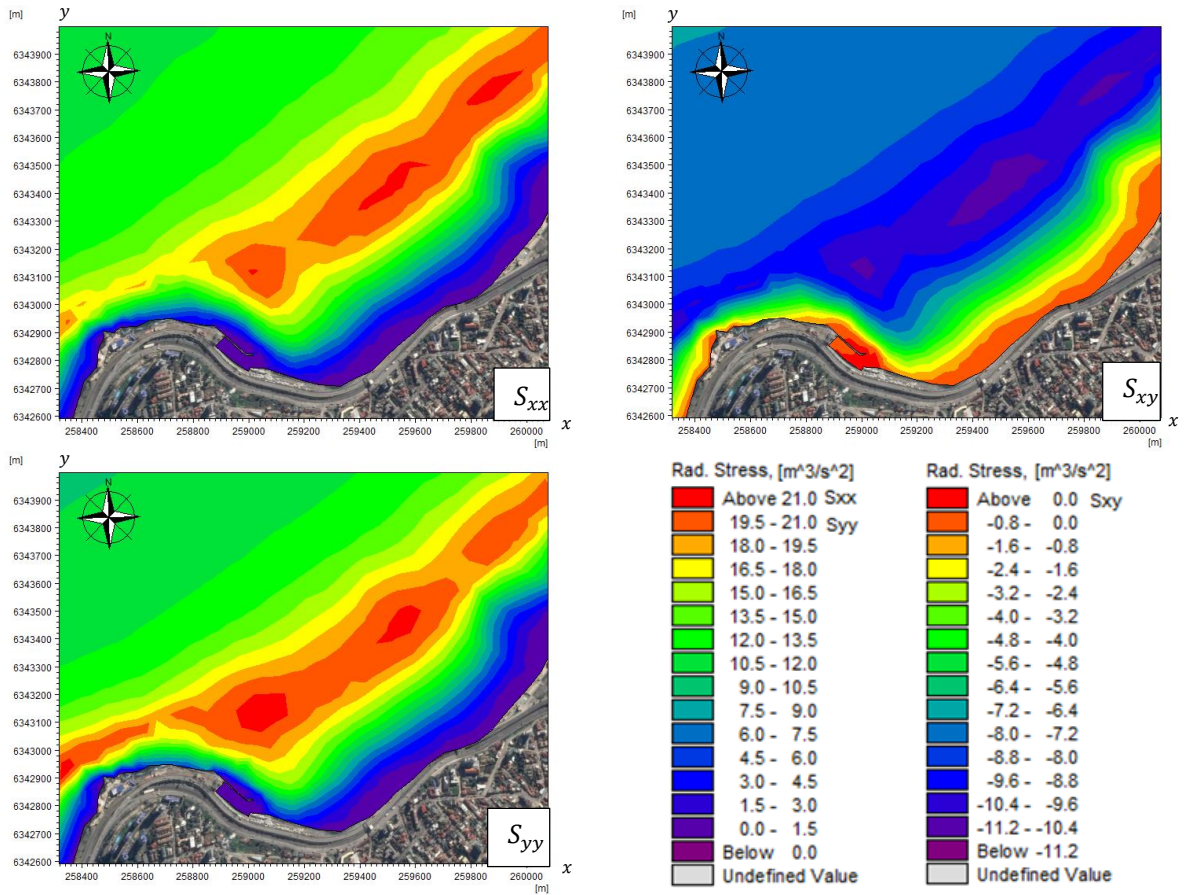 [m]
y
N
6343900
6343800
6343700
6343600
6343500
6343400
6343300
6343200
6343100
6343000
6342900
6342800
6342700
6342600
258400 258600 258800 259000 259200 259400 259600 259800 260000
[m]
x
Sxx
[m]
y
N
6343900
6343800
6343700
6343600
6343500
6343400
6343300
6343200
6343100
6343000
6342900
6342800
6342700
6342600
258400 258600 258800 259000 259200 259400 259600 259800 260000
[m]
x
Sxy
[m]
y
N
6343900
6343800
6343700
6343600
6343500
6343400
6343300
6343200
6343100
6343000
6342900
6342800
6342700
6342600
258400 258600 258800 259000 259200 259400 259600 259800 260000
[m]
x
Syy
Rad. Stress, [m^3/s^2]
Above 21.0 Sxx
19.5 - 21.0 Syy
18.0 - 19.5
16.5 - 18.0
15.0 - 16.5
13.5 - 15.0
12.0 - 13.5
10.5 - 12.0
9.0 - 10.5
7.5 - 9.0
6.0 - 7.5
4.5 - 6.0
3.0 - 4.5
1.5 - 3.0
0.0 - 1.5
Below 0.0
Undefined Value
Rad. Stress, [m^3/s^2]
Above 0.0 Sxy
-0.8 - 0.0
-1.6 - -0.8
-2.4 - -1.6
-3.2 - -2.4
-4.0 - -3.2
-4.8 - -4.0
-5.6 - -4.8
-6.4 - -5.6
-7.2 - -6.4
-8.0 - -7.2
-8.8 - -8.0
-9.6 - -8.8
-10.4 - -9.6
-11.2 - -10.4
Below -11.2
Undefined Value